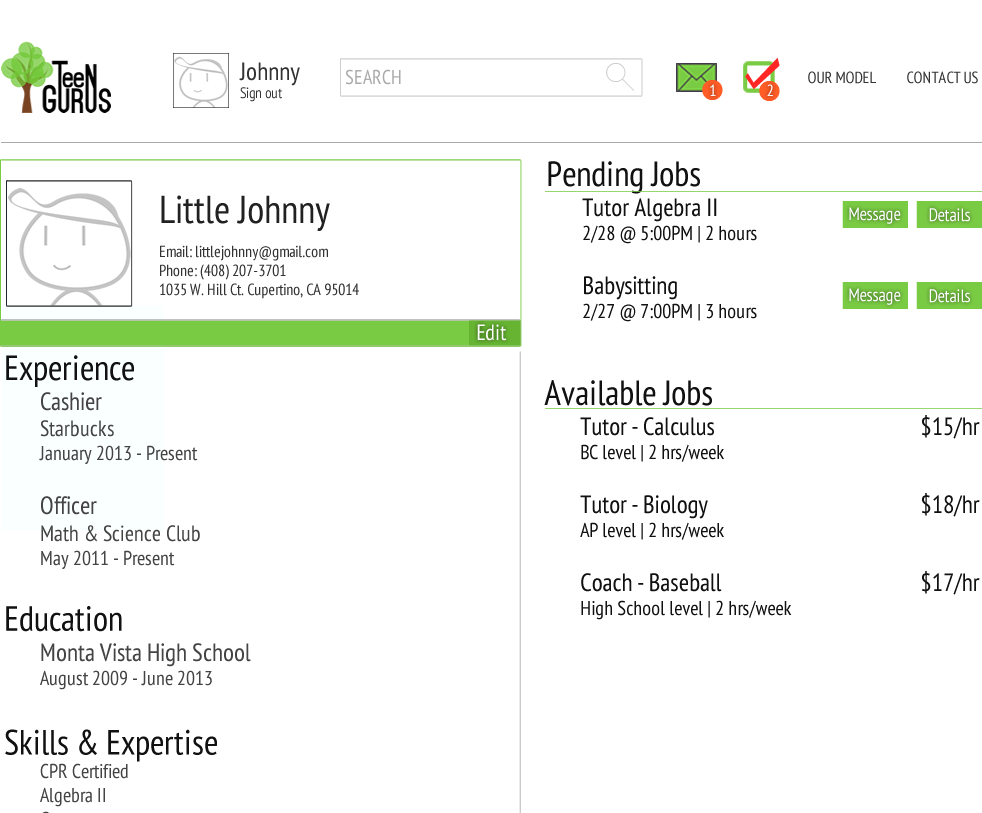 TeeN
GURUS
Johnny
Sign out
SEARCH
1
2
OUR MODEL
CONTACT US
Little Johnny
Email: littlejohnny@gmail.com
Phone: (408) 207-3701
1035 W. Hill Ct. Cupertino, CA 95014
Edit
Experience
Cashier
Starbucks
January 2013 - Present
Officer
Math & Science Club
May 2011 - Present
Education
Monta Vista High School
August 2009 - June 2013
Skills & Expertise
CPR Certified
Algebra II
Pending Jobs
Tutor Algebra II
Message
Details
2/28 @ 5:00PM | 2 hours
Babysitting
Message
Details
2/27 @ 7:00PM | 3 hours
Available Jobs
Tutor - Calculus
$15/hr
BC level | 2 hrs/week
Tutor - Biology
$18/hr
AP level | 2 hrs/week
Coach - Baseball
$17/hr
High School level | 2 hrs/week